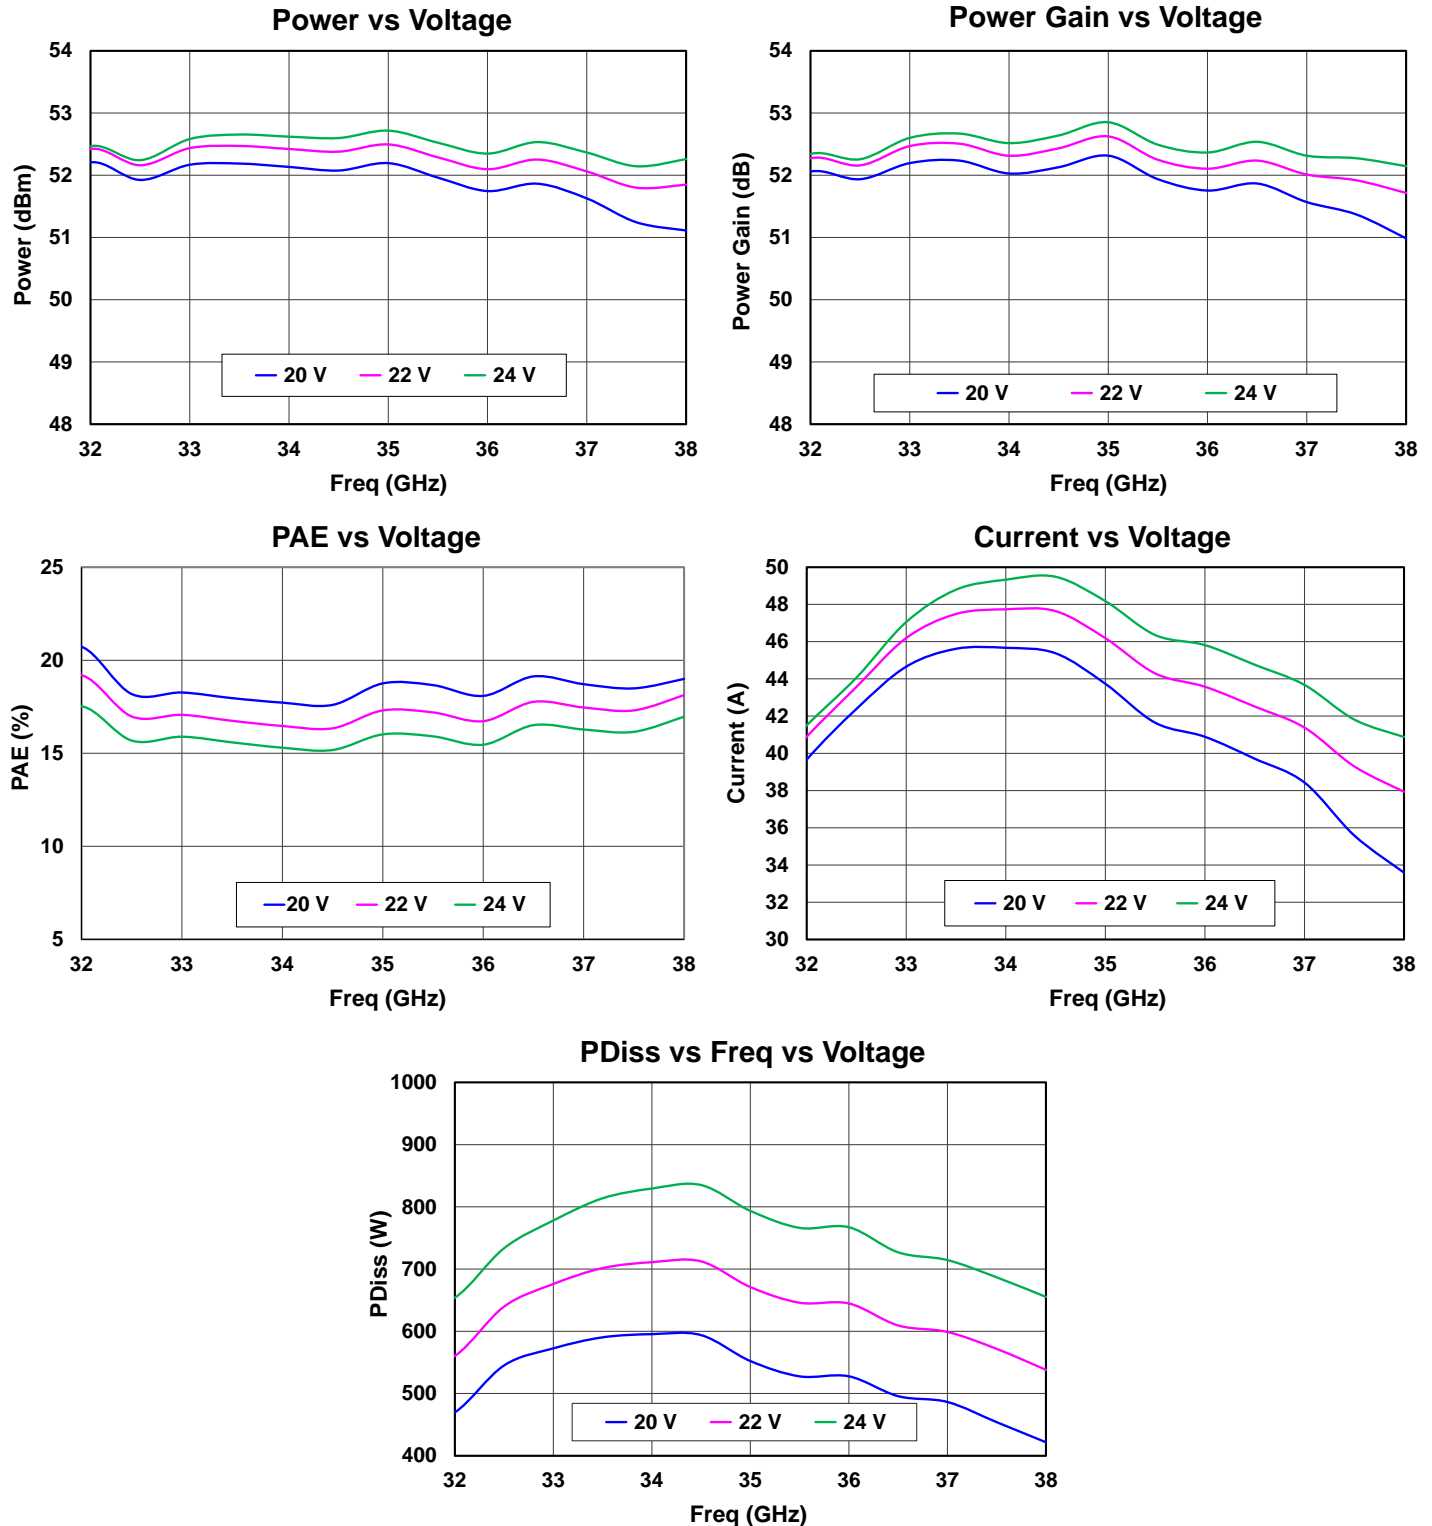 Power vs Voltage
54
53
52
51
50
49
48
Power (dBm)
20 V 22 V 24 V
32 33 34 35 36 37 38
Freq (GHz)
Power Gain vs Voltage
54
53
52
51
50
49
48
Power Gain (dB)
20 V 22 V 24 V
32 33 34 35 36 37 38
Freq (GHz)
PAE vs Voltage
25
20
15
10
5
PAE (%)
20 V 22 V 24 V
32 33 34 35 36 37 38
Freq (GHz)
Current vs Voltage
50
48
46
44
42
40
38
36
34
32
30
Current (A)
20 V 22 V 24 V
32 33 34 35 36 37 38
Freq (GHz)
PDiss vs Freq vs Voltage
1000
900
800
700
600
500
400
PDiss (W)
20 V 22 V 24 V
32 33 34 35 36 37 38
Freq (GHz)